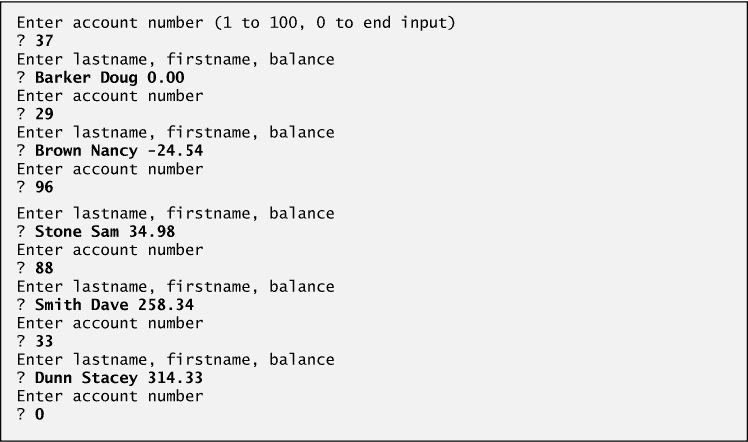 Enter account number (1 to 100, 0 to end input)
? 37
Enter lastname, firstname, balance
? Barker Doug 0.00
Enter account number
? 29
Enter lastname, firstname, balance
? Brown Nancy -24.54
Enter account number
? 96
Enter lastname, firstname, balance
? Stone Sam 34.98
Enter account number
? 88
Enter lastname, firstname, balance
? Smith Dave 258.34
Enter account number
? 33
Enter lastname, firstname, balance
? Dunn Stacey 314.33
Enter account number
? 0